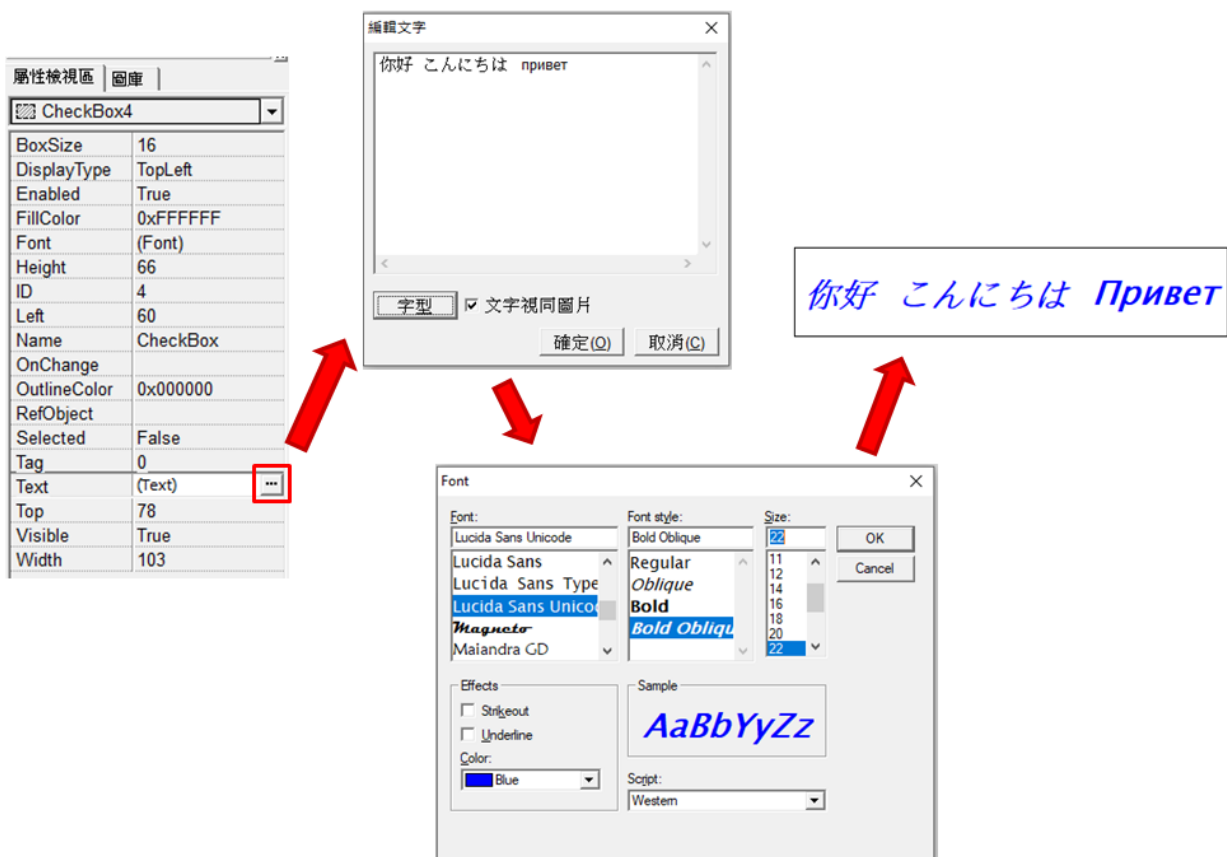 屬性檢視區 圖庫
CheckBox4
BoxSize 16
DisplayType TopLeft
Enabled True
FillColor 0xFFFFFF
Font (Font)
Height 66
ID 4
Left 60
Name CheckBox
OnChange
OutlineColor 0x000000
RefObject
Selected False
Tag 0
Text (Text) ...
Top 78
Visible True
Width 103
編輯文字
你好 こんにちは привет
字型 文字視同圖片
確定(O) 取消(C)
Font
Font: Font style: Size:
Lucida Sans Unicode Bold Oblique 22 OK
Cancel
Lucida Sans Regular 11
Lucida Sans Type Oblique 12
Lucida Sans Unico Bold 14
Magneto Bold Obliqu 16
Maiandra GD 18
20
22
Effects Sample
Strikeout
Underline AaBbYyZz
Color:
Blue Script:
Western
你好 こんにちは Привет